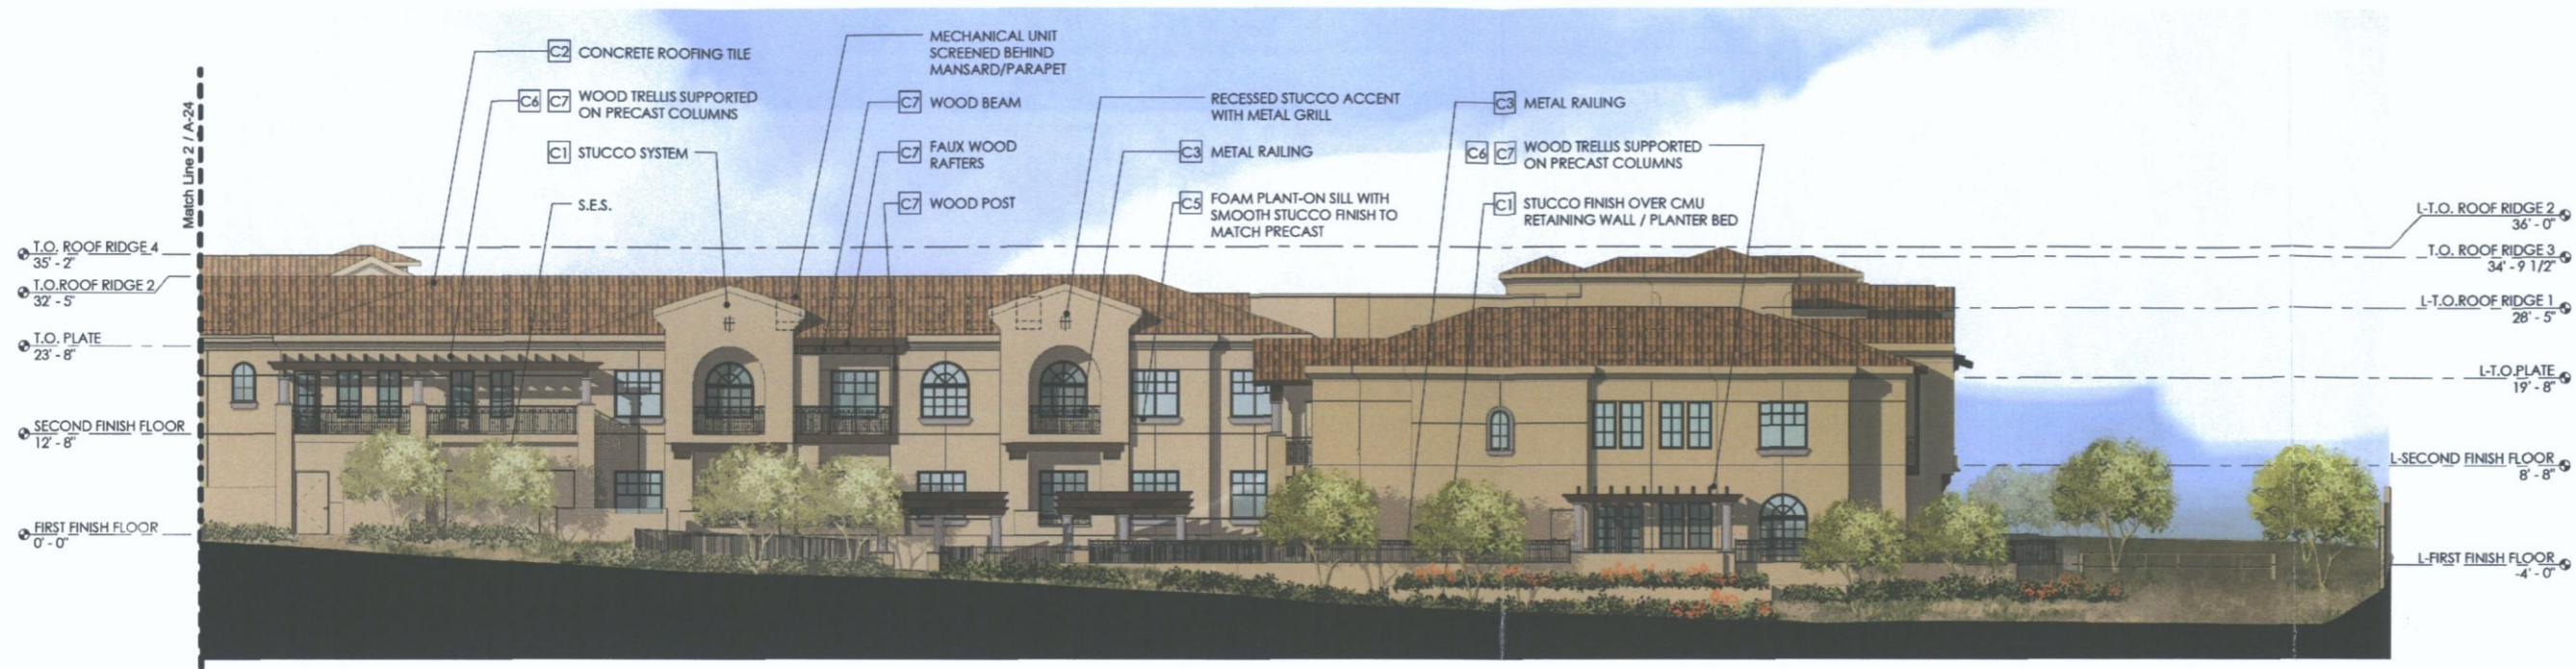 Match Line 2 / A-24
C2 CONCRETE ROOFING TILE
C6 C7 WOOD TRELLIS SUPPORTED
ON PRECAST COLUMNS
C1 STUCCO SYSTEM
S.E.S.
MECHANICAL UNIT
SCREENED BEHIND
MANSARD/PARAPET
C7 WOOD BEAM
C7 FAUX WOOD
RAFTERS
C7 WOOD POST
RECESSED STUCCO ACCENT
WITH METAL GRILL
C3 METAL RAILING
C5 FOAM PLANT-ON SILL WITH
SMOOTH STUCCO FINISH TO
MATCH PRECAST
C3 METAL RAILING
C6 C7 WOOD TRELLIS SUPPORTED
ON PRECAST COLUMNS
C1 STUCCO FINISH OVER CMU
RETAINING WALL / PLANTER BED
T.O. ROOF RIDGE 4
35' - 2"
T.O.ROOF RIDGE 2
32' - 5"
T.O. PLATE
23' - 8"
SECOND FINISH FLOOR
12' - 8"
FIRST FINISH FLOOR
0' - 0"
L-T.O. ROOF RIDGE 2
36' - 0"
T.O. ROOF RIDGE 3
34' - 9 1/2"
L-T.O.ROOF RIDGE 1
28' - 5"
L-T.O.PLATE
19' - 8"
L-SECOND FINISH FLOOR
8' - 8"
L-FIRST FINISH FLOOR
-4' - 0"